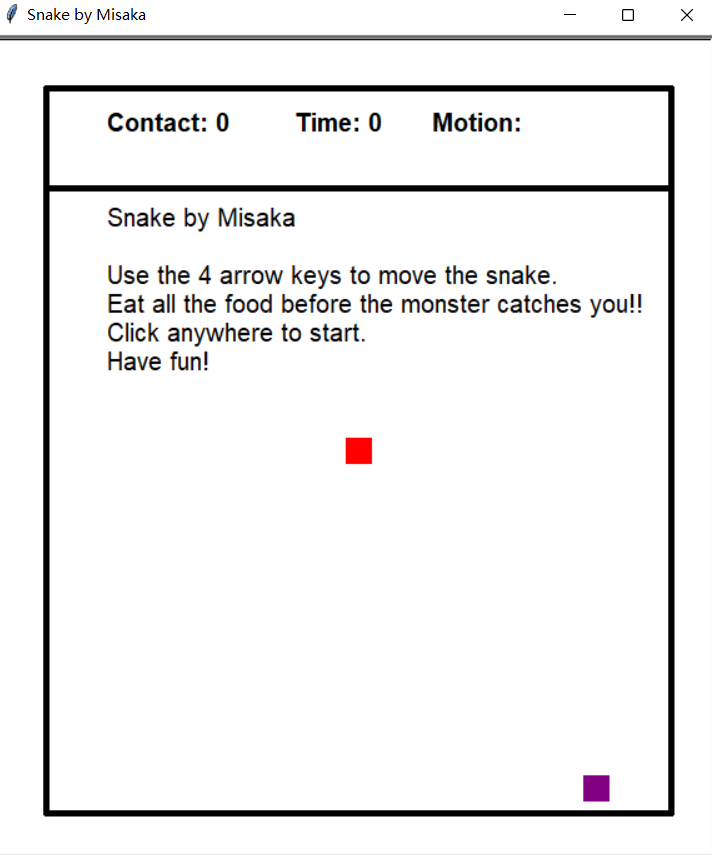 Snake by Misaka
Contact: 0 Time: 0 Motion:
Snake by Misaka
Use the 4 arrow keys to move the snake.
Eat all the food before the monster catches you!!
Click anywhere to start.
Have fun!